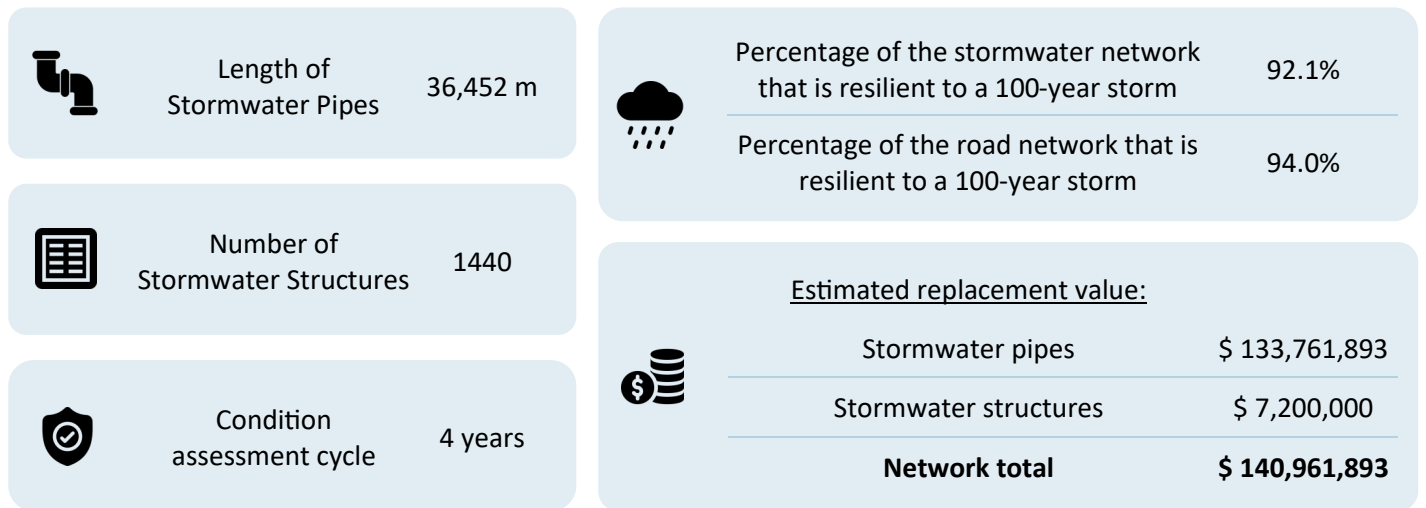 Length of
Stormwater Pipes
36,452 m
Number of
Stormwater Structures
1440
Condition
assessment cycle
4 years
Percentage of the stormwater network
that is resilient to a 100-year storm
92.1%
Percentage of the road network that is
resilient to a 100-year storm
94.0%
Estimated replacement value:
Stormwater pipes $ 133,761,893
Stormwater structures $ 7,200,000
Network total $ 140,961,893
$